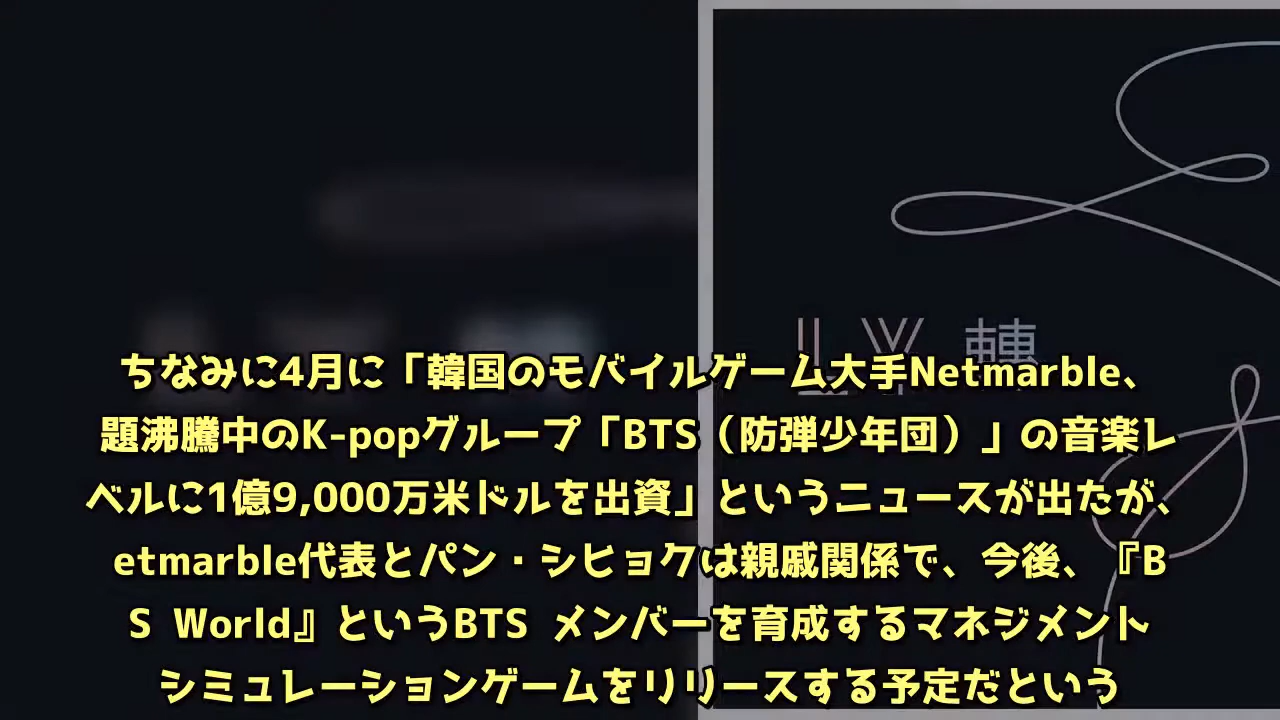 轉
ちなみに4月に「韓国のモバイルゲーム大手Netmarble、
題沸騰中のK-popグループ「BTS（防弾少年団）」の音楽レ
ベルに1億9,000万米ドルを出資」というニュースが出たが、
etmarble代表とパン・シヒョクは親戚関係で、今後、『B
S World』というBTS メンバーを育成するマネジメント
シミュレーションゲームをリリースする予定だという